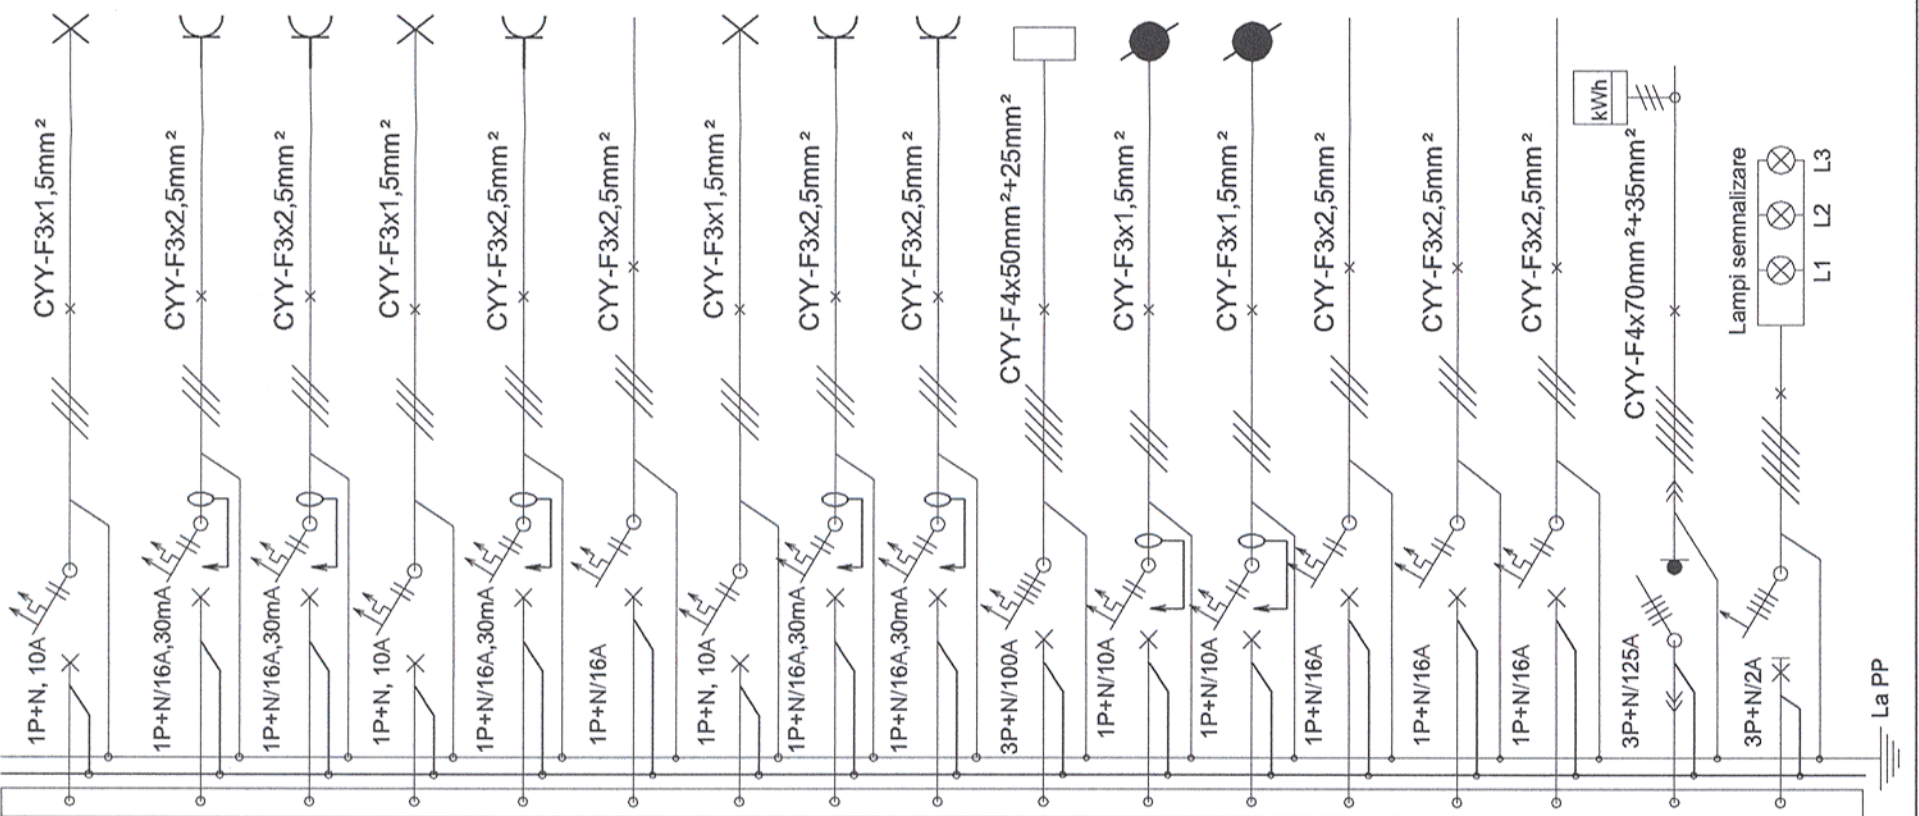 CYY-F3x1,5mm²
CYY-F3x2,5mm²
CYY-F3x2,5mm²
CYY-F3x1,5mm²
CYY-F3x2,5mm²
CYY-F3x2,5mm²
CYY-F3x1,5mm²
CYY-F3x2,5mm²
CYY-F3x2,5mm²
CYY-F4x50mm²+25mm²
CYY-F3x1,5mm²
CYY-F3x1,5mm²
CYY-F3x2,5mm²
CYY-F3x2,5mm²
CYY-F3x2,5mm²
CYY-F4x70mm²+35mm²
kWh
Lampi semnalizare
L1
L2
L3
1P+N, 10A
1P+N/16A,30mA
1P+N/16A,30mA
1P+N, 10A
1P+N/16A,30mA
1P+N/16A
1P+N, 10A
1P+N/16A,30mA
1P+N/16A,30mA
3P+N/100A
1P+N/10A
1P+N/10A
1P+N/16A
1P+N/16A
1P+N/16A
3P+N/125A
3P+N/2A
La PP